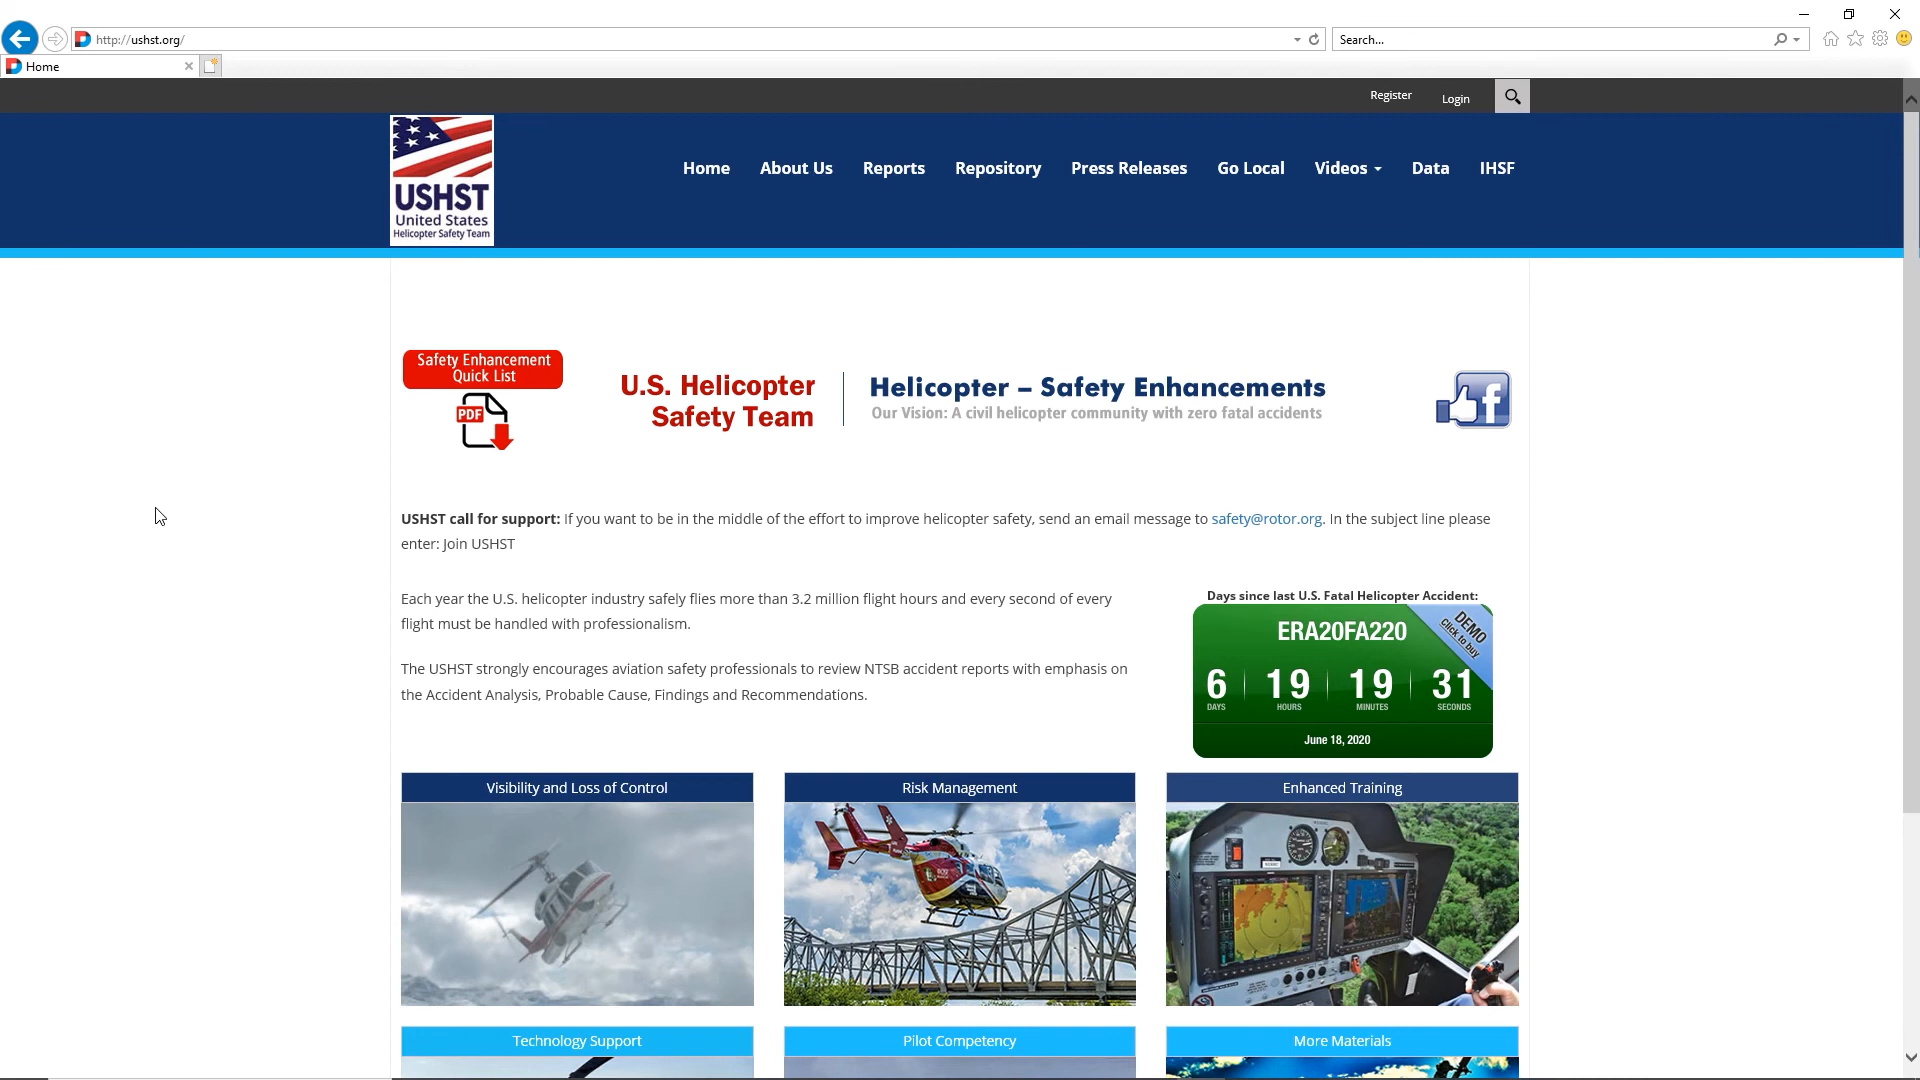 http://ushst.org/
Search...
Home
Register
Login
USHST
United States
Helicopter Safety Team
Home
About Us
Reports
Repository
Press Releases
Go Local
Videos
Data
IHSF
Safety Enhancement
Quick List
PDF
U.S. Helicopter
Safety Team
Helicopter – Safety Enhancements
Our Vision: A civil helicopter community with zero fatal accidents
f
USHST call for support: If you want to be in the middle of the effort to improve helicopter safety, send an email message to safety@rotor.org. In the subject line please
enter: Join USHST
Each year the U.S. helicopter industry safely flies more than 3.2 million flight hours and every second of every
flight must be handled with professionalism.
The USHST strongly encourages aviation safety professionals to review NTSB accident reports with emphasis on
the Accident Analysis, Probable Cause, Findings and Recommendations.
Days since last U.S. Fatal Helicopter Accident:
ERA20FA220
DEMO
Click to buy
6 19 19 31
DAYS HOURS MINUTES SECONDS
June 18, 2020
Visibility and Loss of Control
Risk Management
Enhanced Training
Technology Support
Pilot Competency
More Materials